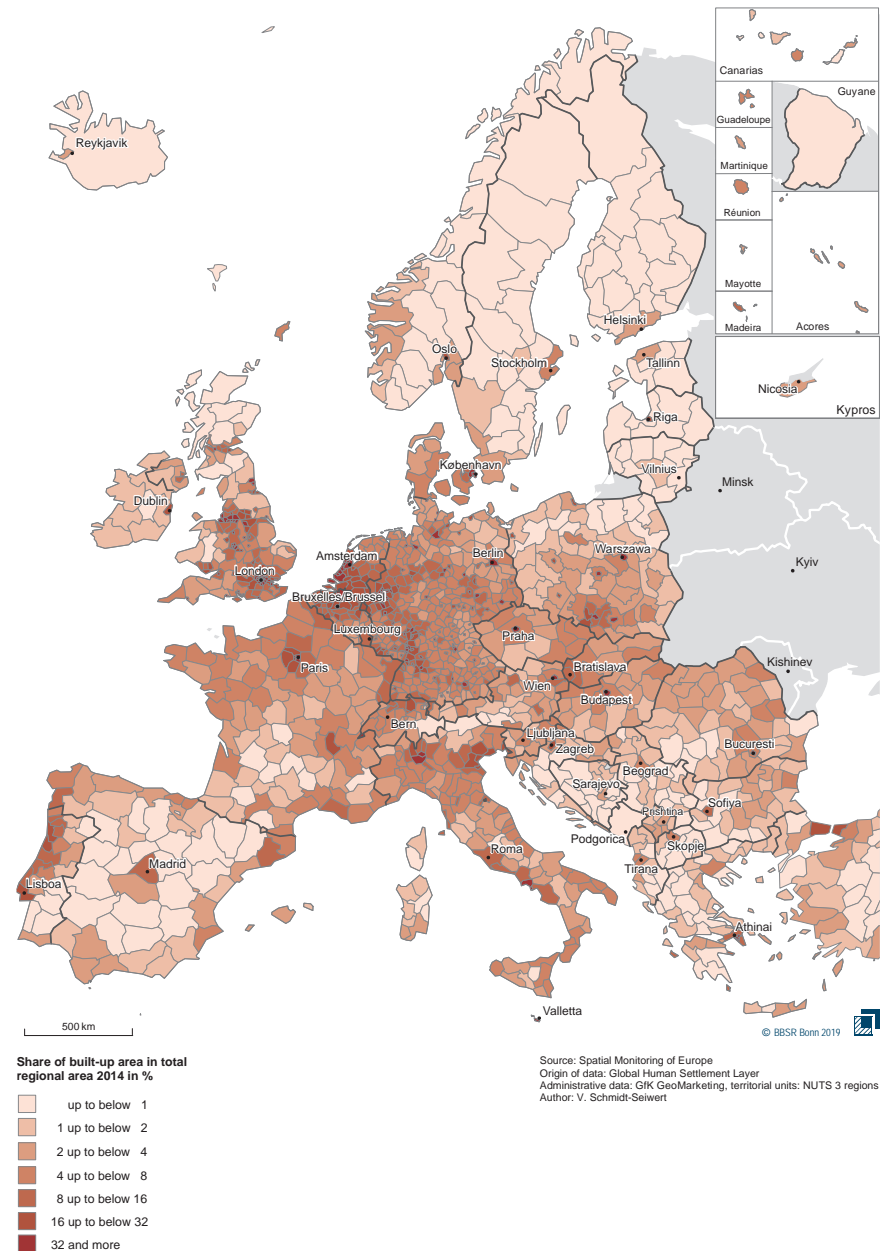 Canarias
Guyane
Guadeloupe
Martinique
Réunion
Mayotte
Madeira
Acores
Nicosia
Kypros
Reykjavik
Helsinki
Oslo
Stockholm
Tallinn
Riga
København
Vilnius
Minsk
Dublin
Amsterdam
Berlin
Warszawa
London
Kyiv
Bruxelles/Brussel
Luxembourg
Praha
Paris
Kishinev
Bratislava
Wien
Budapest
Bern
Ljubljana
Zagreb
Bucuresti
Beograd
Sarajevo
Prishtina
Sofiya
Podgorica
Skopje
Roma
Tirana
Madrid
Lisboa
Athinai
Valletta
500 km
© BBSR Bonn 2019
Share of built-up area in total
regional area 2014 in %
up to below 1
1 up to below 2
2 up to below 4
4 up to below 8
8 up to below 16
16 up to below 32
32 and more
Source: Spatial Monitoring of Europe
Origin of data: Global Human Settlement Layer
Administrative data: GfK GeoMarketing, territorial units: NUTS 3 regions
Author: V. Schmidt-Seiwert